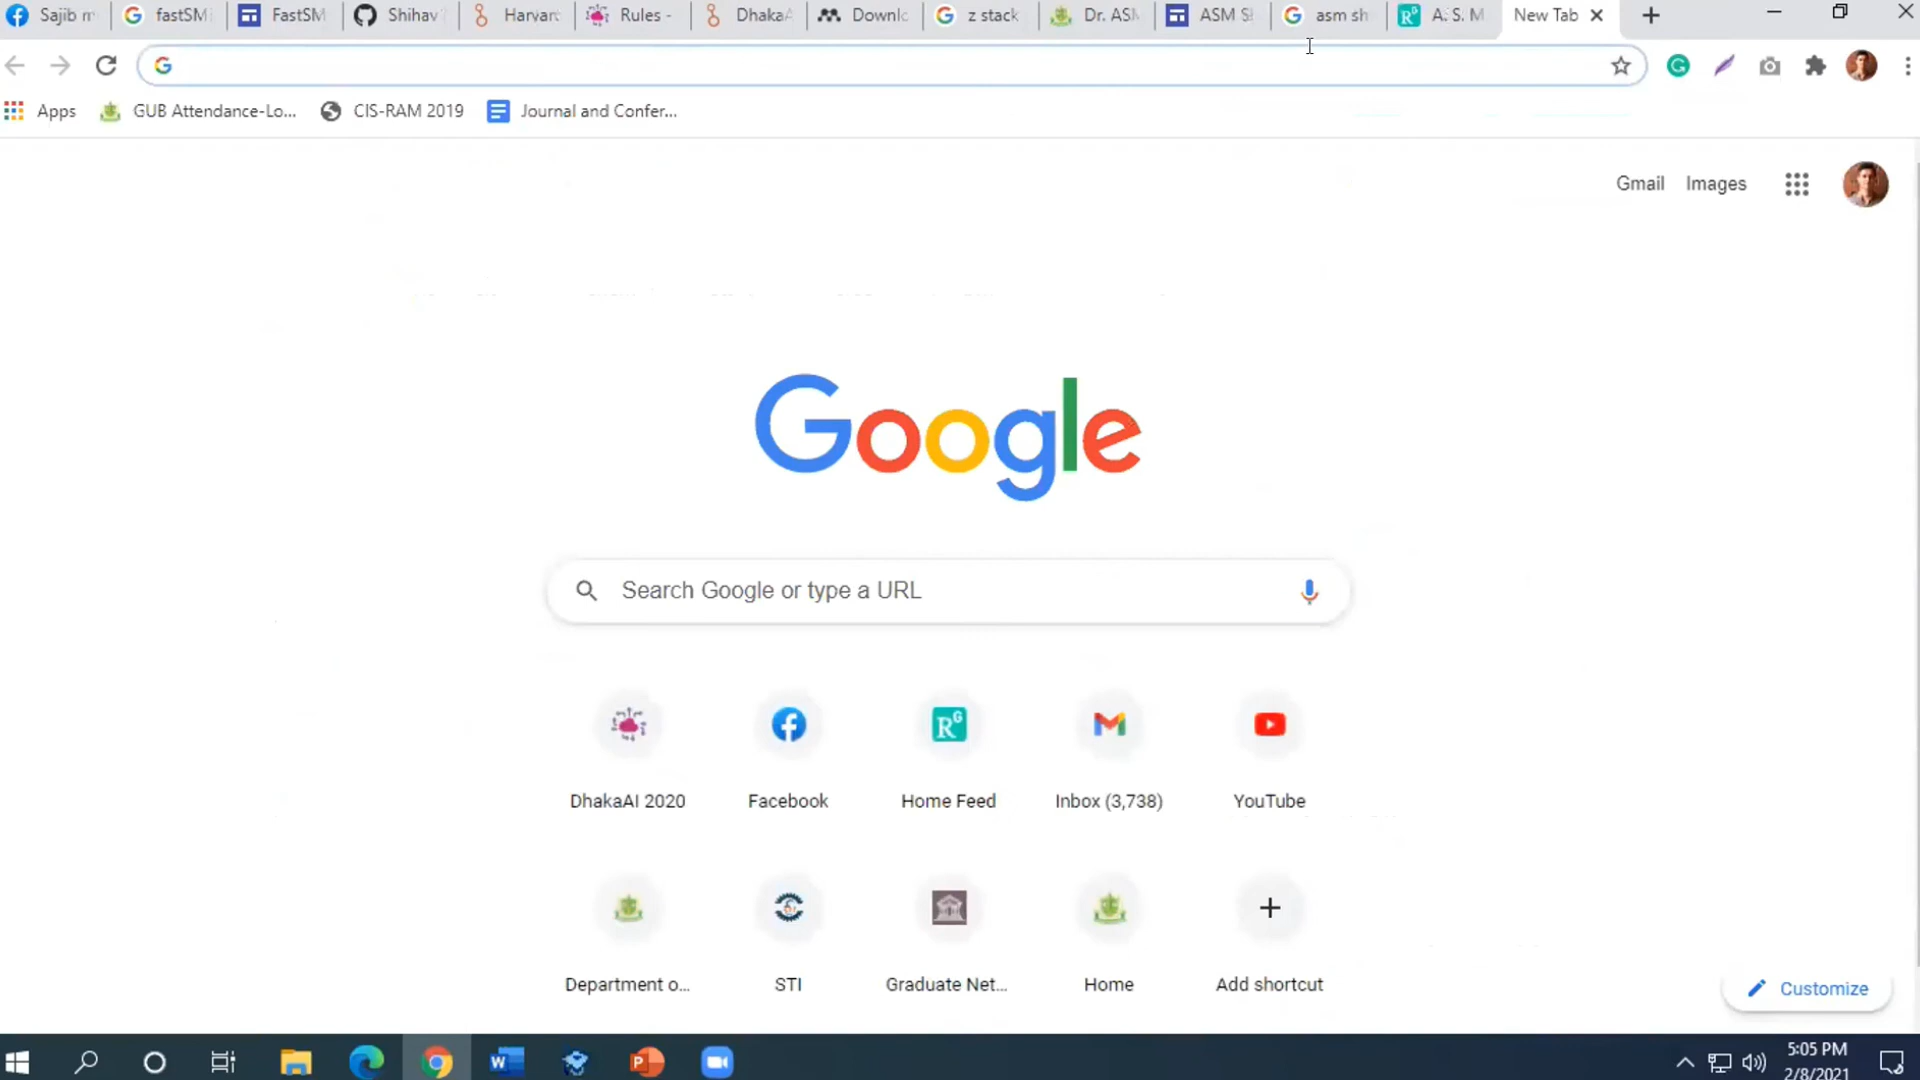 Sajib m fastSM FastSM Shihav Harvar Rules - DhakaA Downlo z stack Dr. ASM ASM S asm sh A. S. M New Tab
GUB Attendance-Lo... CIS-RAM 2019 Journal and Confer...
Apps
Gmail Images
Google
Search Google or type a URL
DhakaAI 2020 Facebook Home Feed Inbox (3,738) YouTube
Department o... STI Graduate Net... Home Add shortcut
Customize
5:05 PM
2/8/2021